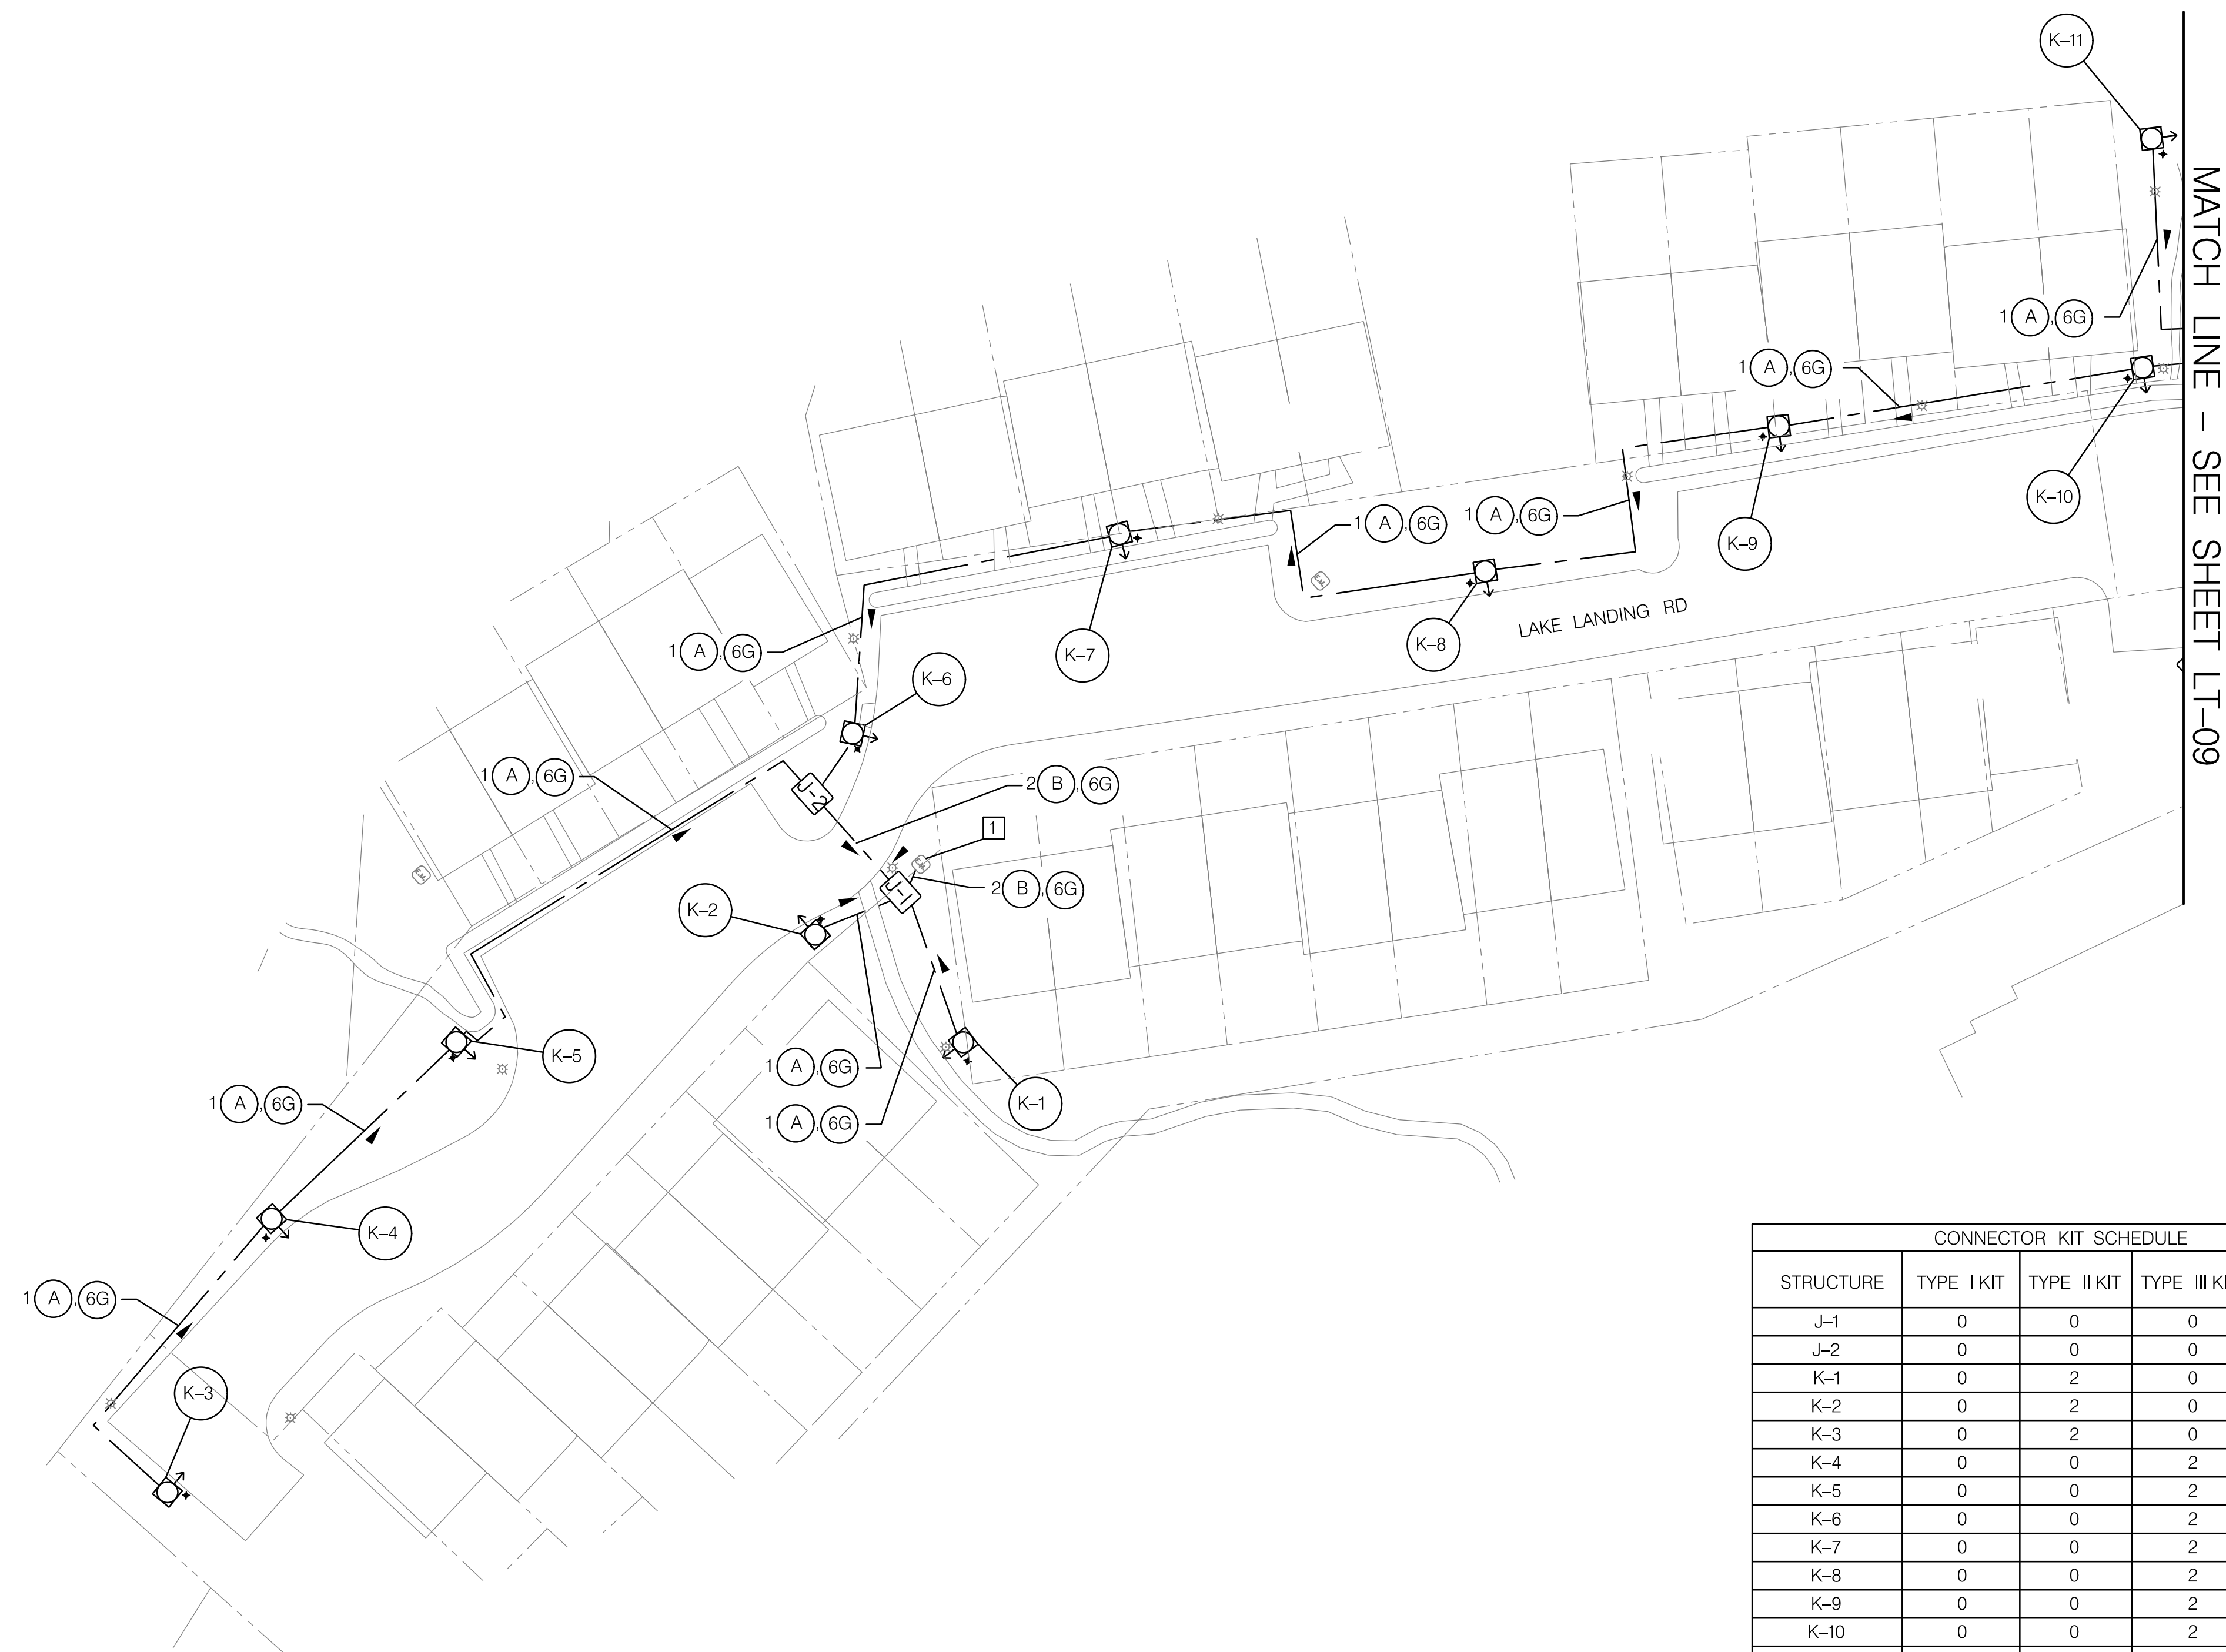 K–11
MATCH LINE – SEE SHEET LT–09
1 A , 6G
1 A , 6G
K–10
1 A , 6G
1 A , 6G
K–9
LAKE LANDING RD
K–8
K–7
1 A , 6G
K–6
1 A , 6G
J–2
2 B , 6G
1
J–1
2 B , 6G
K–2
K–5
1 A , 6G
1 A , 6G
K–1
1 A , 6G
K–4
1 A , 6G
K–3
CONNECTOR KIT SCHEDULE
STRUCTURE TYPE I KIT TYPE II KIT TYPE III
J–1 0 0 0
J–2 0 0 0
K–1 0 2 0
K–2 0 2 0
K–3 0 2 0
K–4 0 0 2
K–5 0 0 2
K–6 0 0 2
K–7 0 0 2
K–8 0 0 2
K–9 0 0 2
K–10 0 0 2